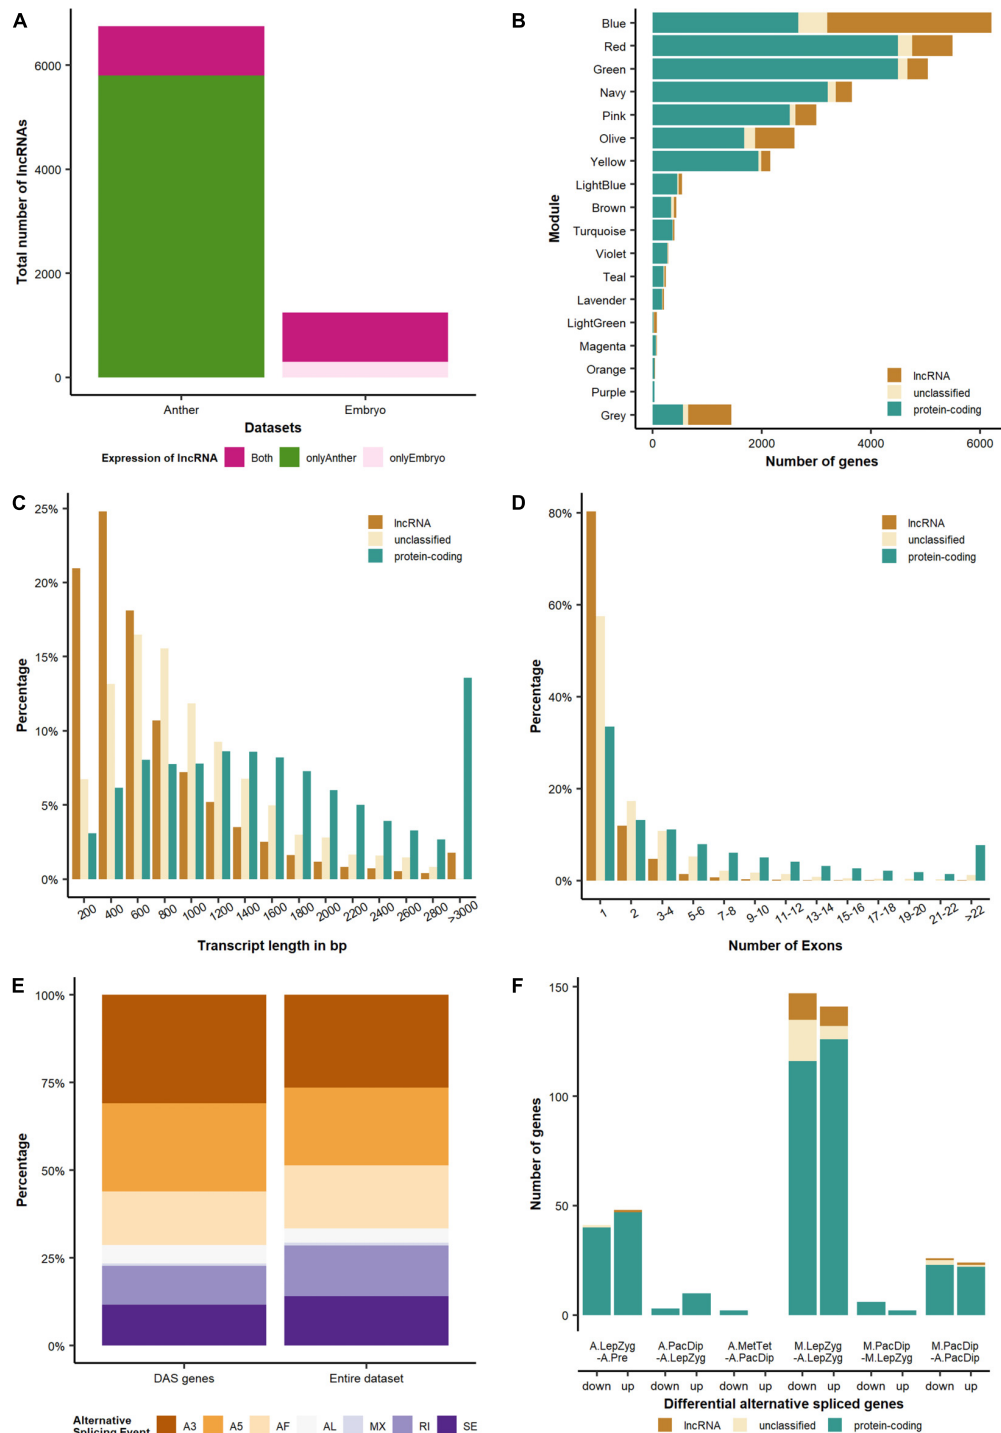 A
Total number of lncRNAs
6000
4000
2000
0
Anther
Embryo
Datasets
Expression of lncRNA
Both
onlyAnther
onlyEmbryo
B
Module
Blue
Red
Green
Navy
Pink
Olive
Yellow
LightBlue
Brown
Turquoise
Violet
Teal
Lavender
LightGreen
Magenta
Orange
Purple
Grey
lncRNA
unclassified
protein-coding
0
2000
4000
6000
Number of genes
C
Percentage
25%
20%
15%
10%
5%
0%
lncRNA
unclassified
protein-coding
200
400
600
800
1000
1200
1400
1600
1800
2000
2200
2400
2600
2800
>3000
Transcript length in bp
D
Percentage
80%
60%
40%
20%
0%
lncRNA
unclassified
protein-coding
1
2
3-4
5-6
7-8
9-10
11-12
13-14
15-16
17-18
19-20
21-22
>22
Number of Exons
E
Percentage
100%
75%
50%
25%
0%
DAS genes
Entire dataset
Alternative
Splicing Event
A3
A5
AF
AL
MX
RI
SE
F
Number of genes
150
100
50
0
A.LepZyg
-A.Pre
A.PacDip
-A.LepZyg
A.MetTet
-A.PacDip
M.LepZyg
-A.LepZyg
M.PacDip
-M.LepZyg
M.PacDip
-A.PacDip
down up down up down up down up down up down up
Differential alternative spliced genes
lncRNA
unclassified
protein-coding